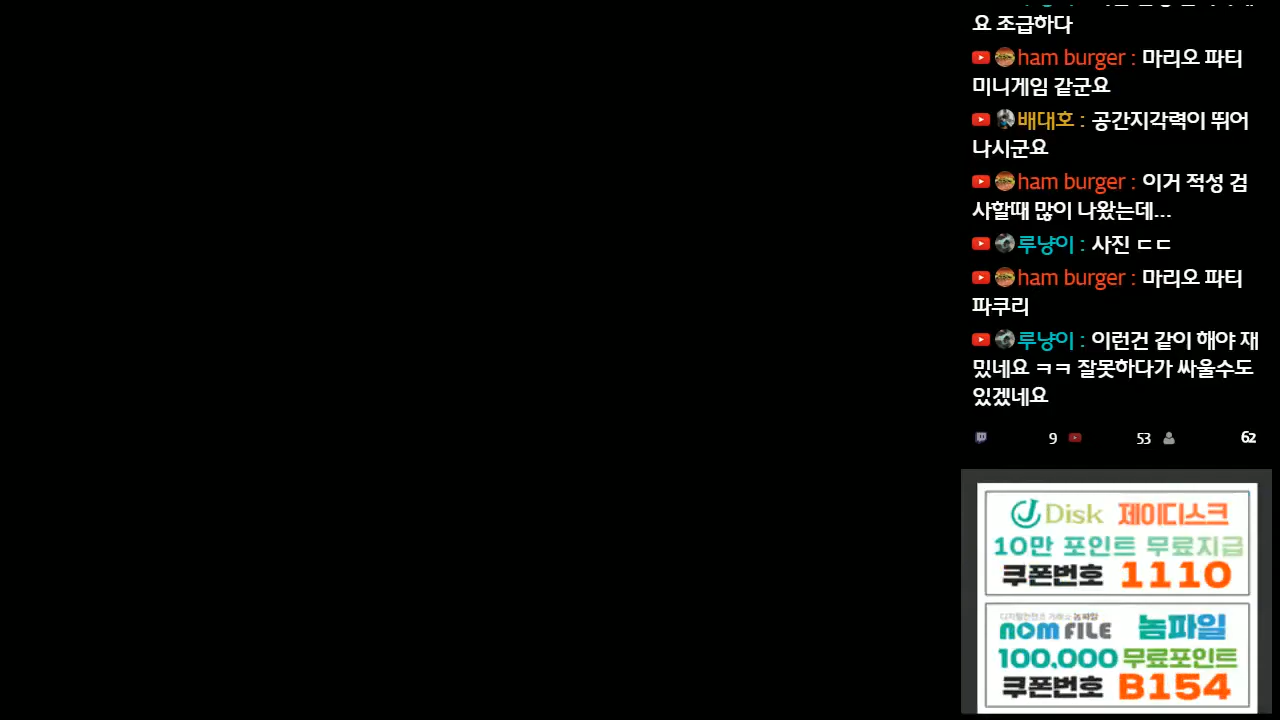 요 조급하다
ham burger : 마리오 파티
미니게임 같군요
배대호 : 공간지각력이 뛰어
나시군요
ham burger : 이거 적성 검
사할때 많이 나왔는데...
루냥이 : 사진 ㄷㄷ
ham burger : 마리오 파티
파쿠리
루냥이 : 이런건 같이 해야 재
밌네요 ㅋㅋ 잘못하다가 싸울수도
있겠네요
9 53 62
J Disk 제이디스크
10만 포인트 무료지급
쿠폰번호 1110
NOM FILE 놈파일
100,000 무료포인트
쿠폰번호 B154